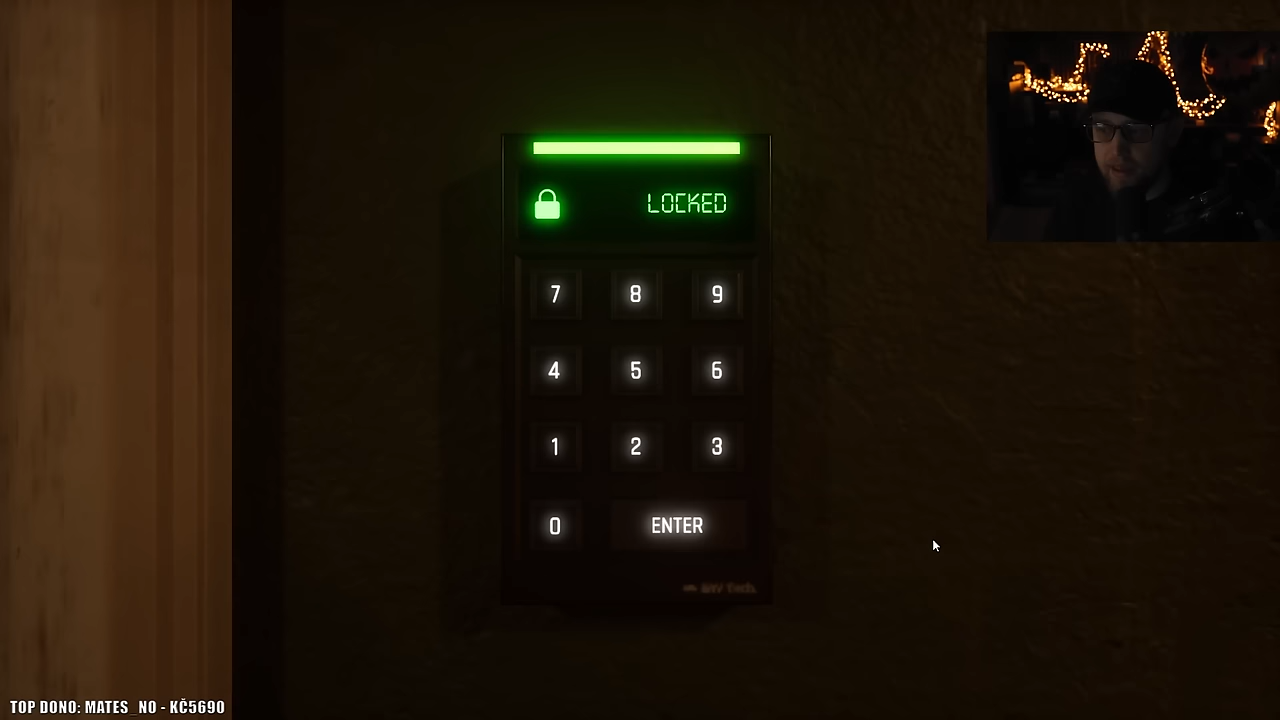 LOCKED
7 8 9
4 5 6
1 2 3
0 ENTER
TOP DONO: MATES_NO - KČ5690